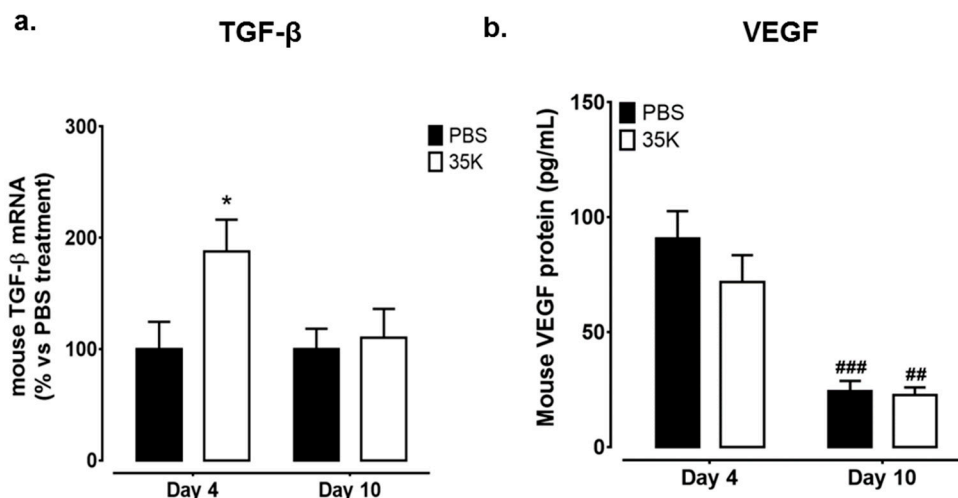 a.
TGF-β
mouse TGF-β mRNA
(% vs PBS treatment)
300
200
100
0
PBS
35K
*
Day 4
Day 10
b.
VEGF
Mouse VEGF protein (pg/mL)
150
100
50
0
PBS
35K
###
##
Day 4
Day 10